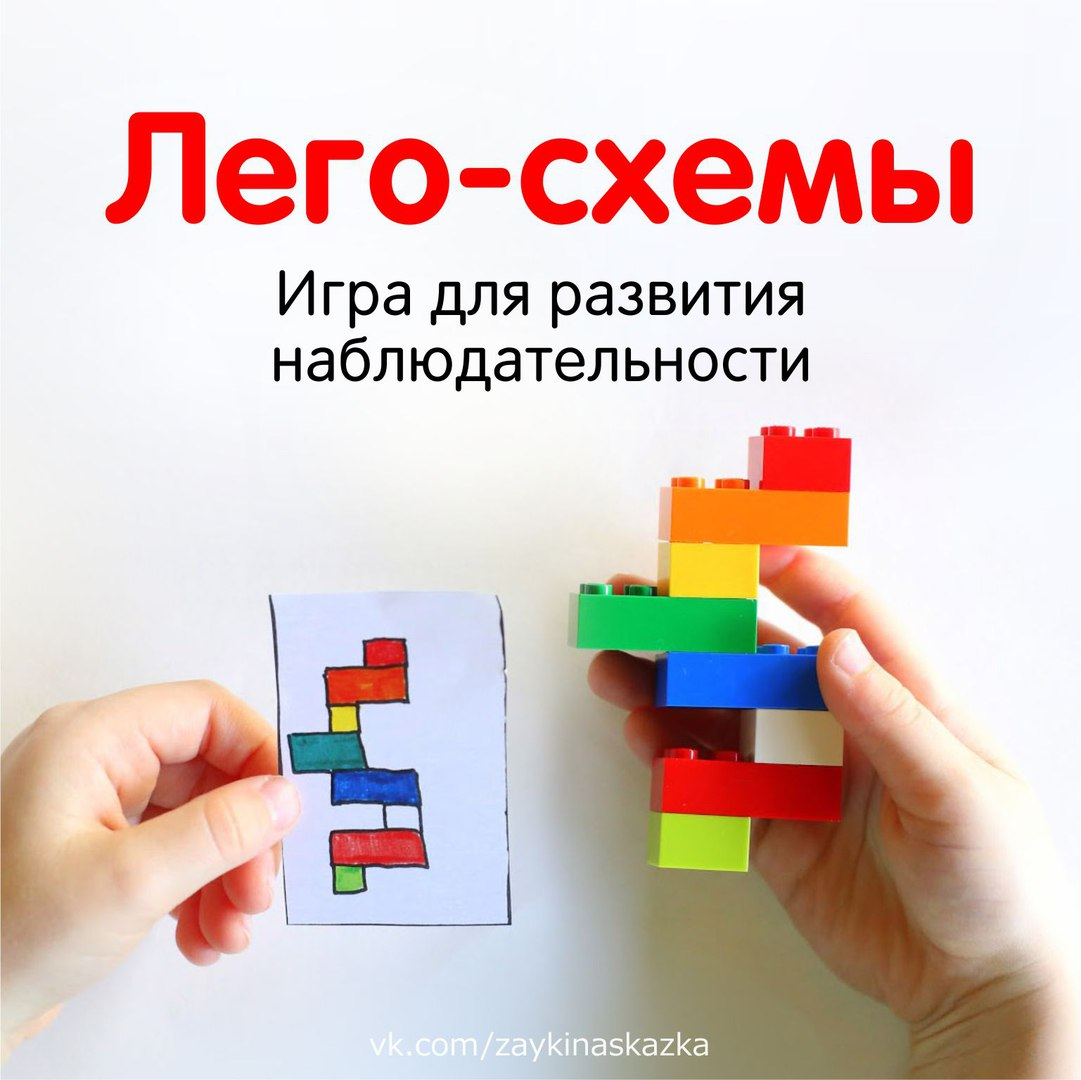 Лего-схемы
Игра для развития
наблюдательности
vk.com/zaykinaskazka